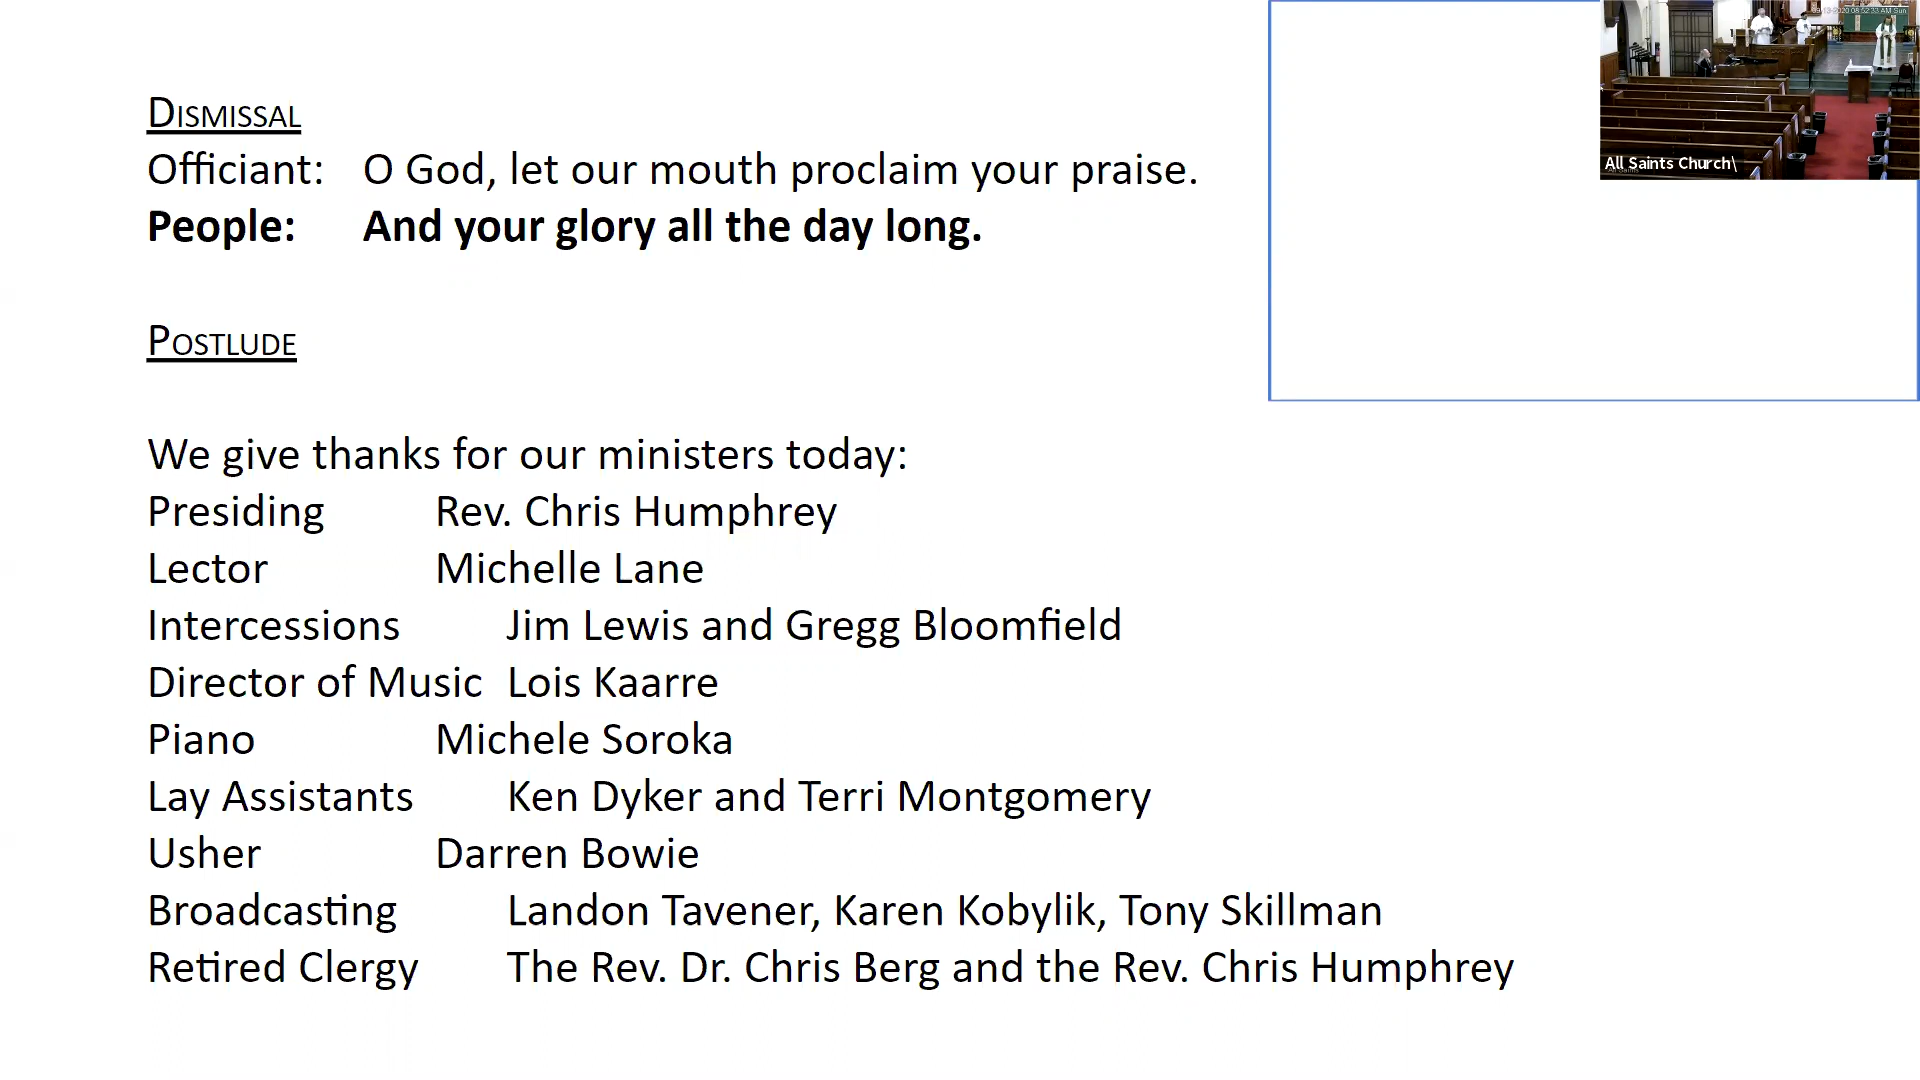 DISMISSAL
Officiant: O God, let our mouth proclaim your praise.
People: And your glory all the day long.
POSTLUDE
We give thanks for our ministers today:
Presiding Rev. Chris Humphrey
Lector Michelle Lane
Intercessions Jim Lewis and Gregg Bloomfield
Director of Music Lois Kaarre
Piano Michele Soroka
Lay Assistants Ken Dyker and Terri Montgomery
Usher Darren Bowie
Broadcasting Landon Tavener, Karen Kobylik, Tony Skillman
Retired Clergy The Rev. Dr. Chris Berg and the Rev. Chris Humphrey
All Saints Church\